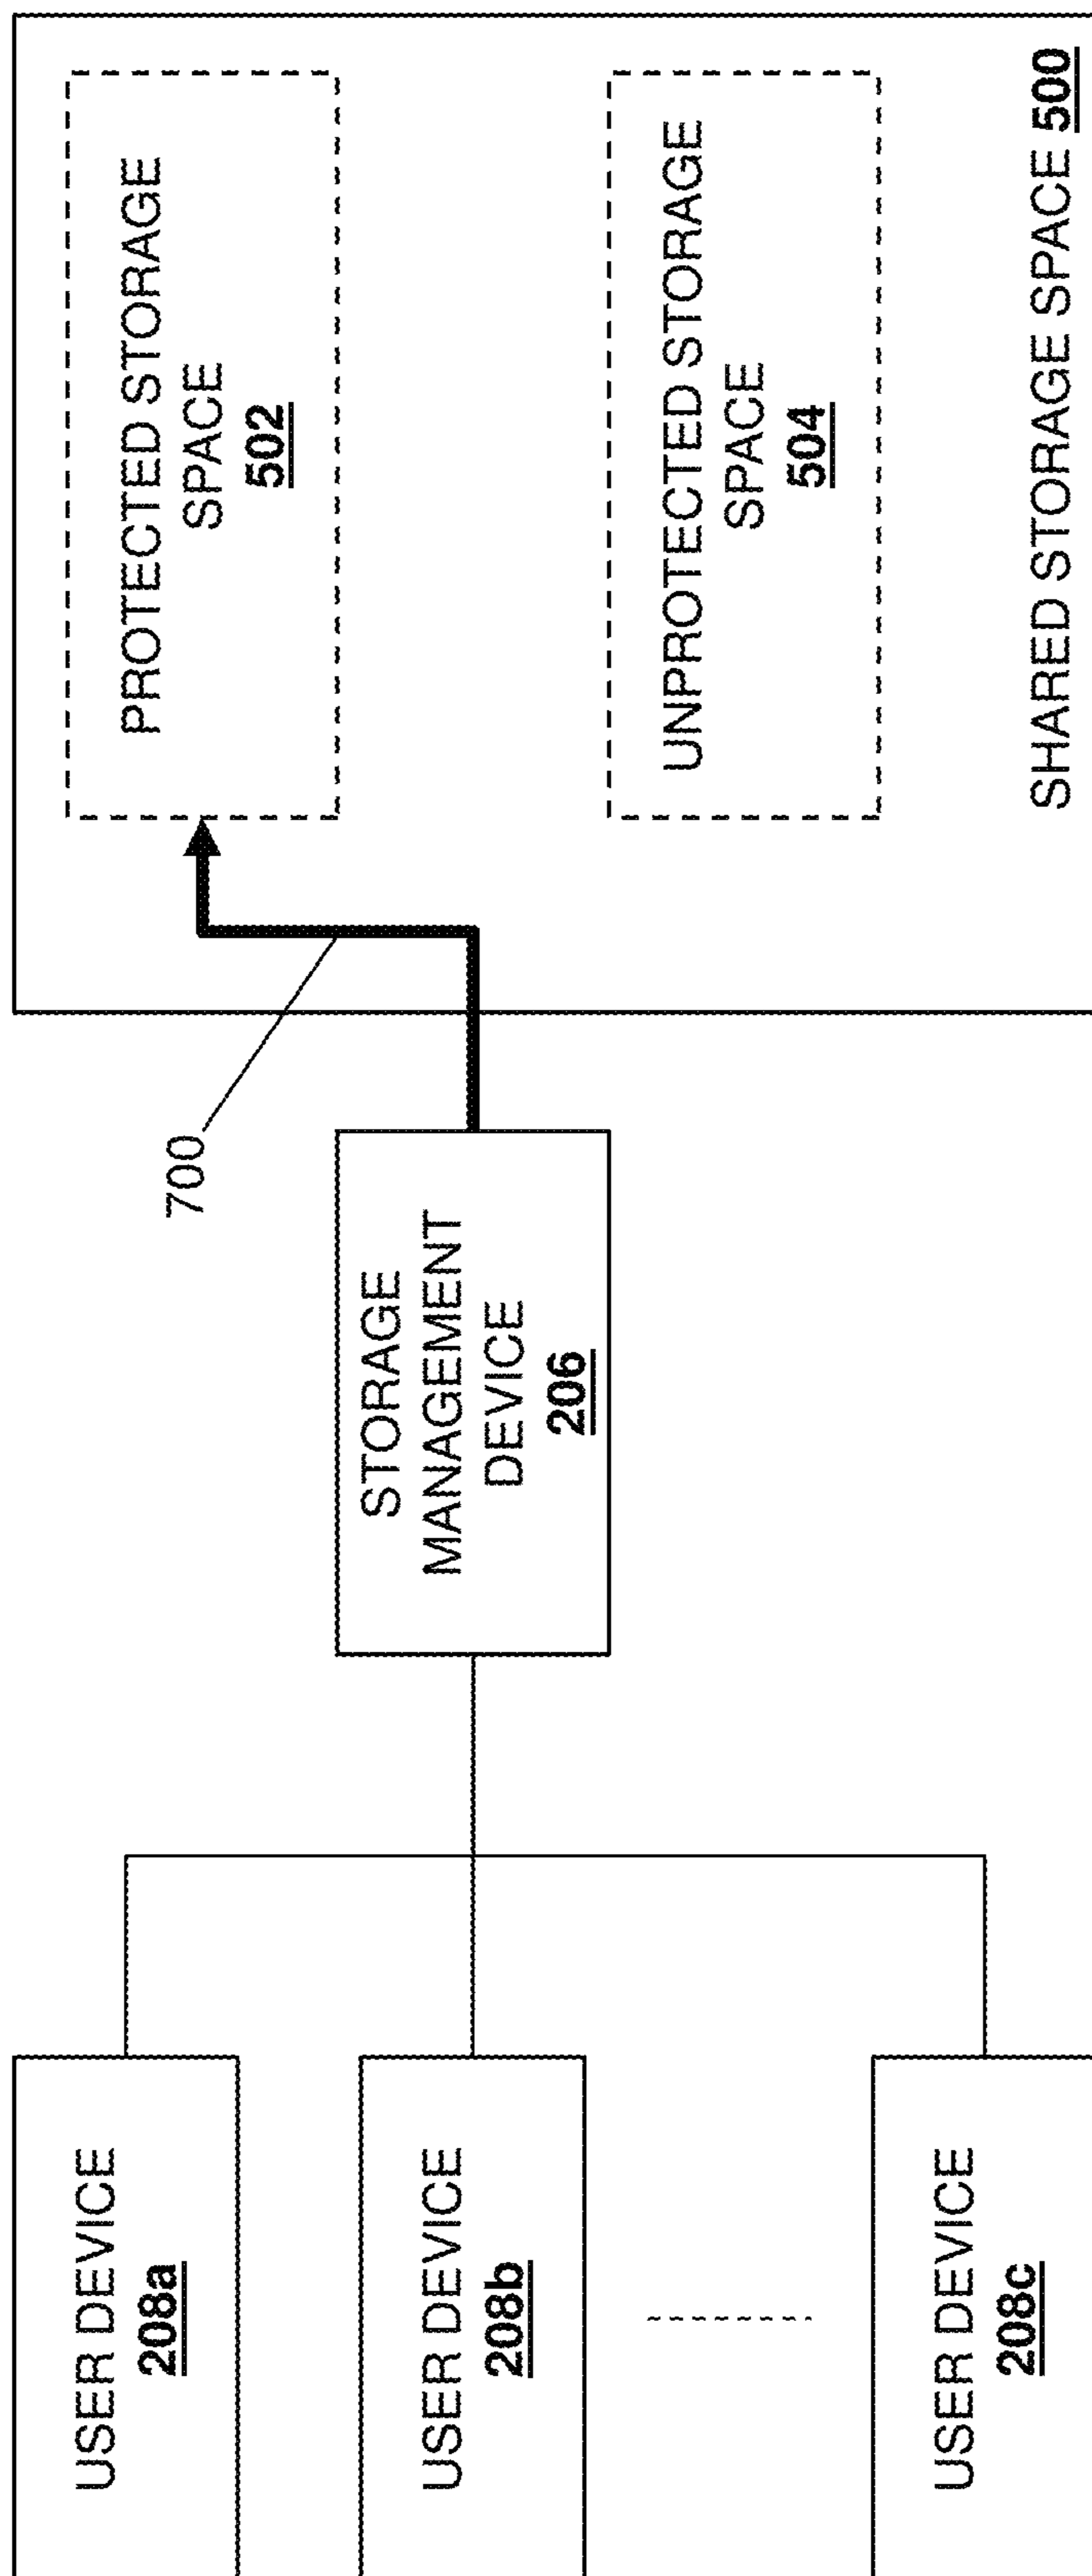 USER DEVICE
208a
USER DEVICE
208b
USER DEVICE
208c
STORAGE
MANAGEMENT
DEVICE
206
700
PROTECTED STORAGE
SPACE
502
UNPROTECTED STORAGE
SPACE
504
SHARED STORAGE SPACE 500